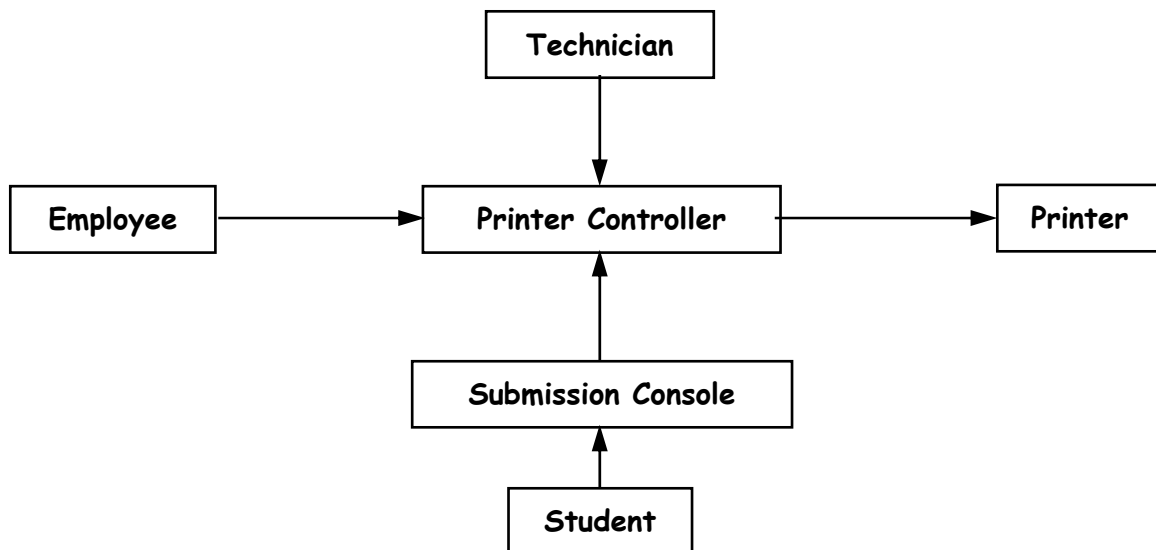 Technician
Employee
Printer Controller
Printer
Submission Console
Student